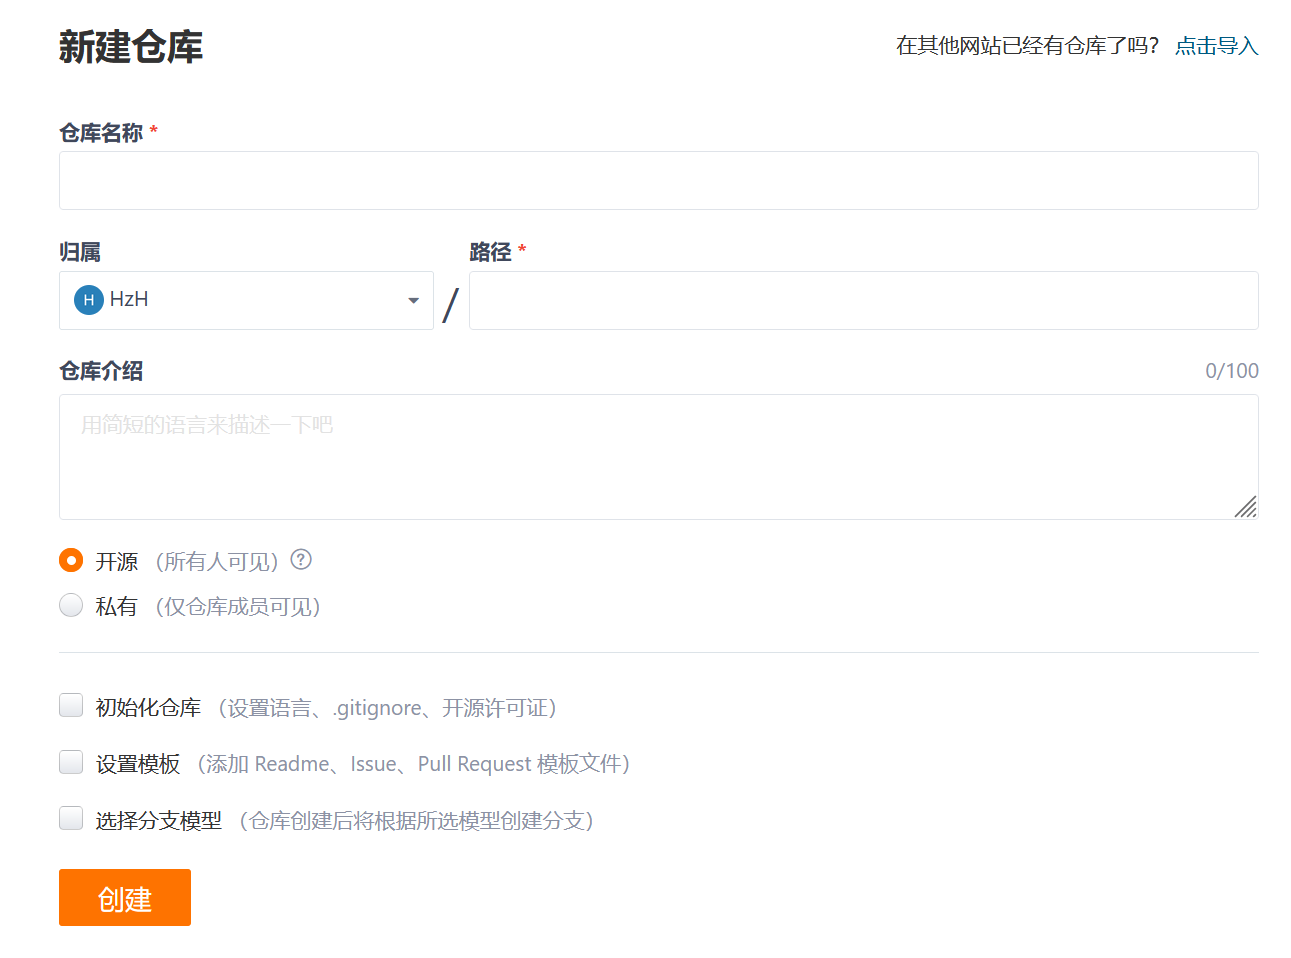 新建仓库
在其他网站已经有仓库了吗? 点击导入
仓库名称 *
归属
路径 *
H HzH
/
仓库介绍
0/100
用简短的语言来描述一下吧
开源 （所有人可见） ?
私有 （仅仓库成员可见）
初始化仓库 （设置语言、.gitignore、开源许可证）
设置模板 （添加 Readme、Issue、Pull Request 模板文件）
选择分支模型 （仓库创建后将根据所选模型创建分支）
创建